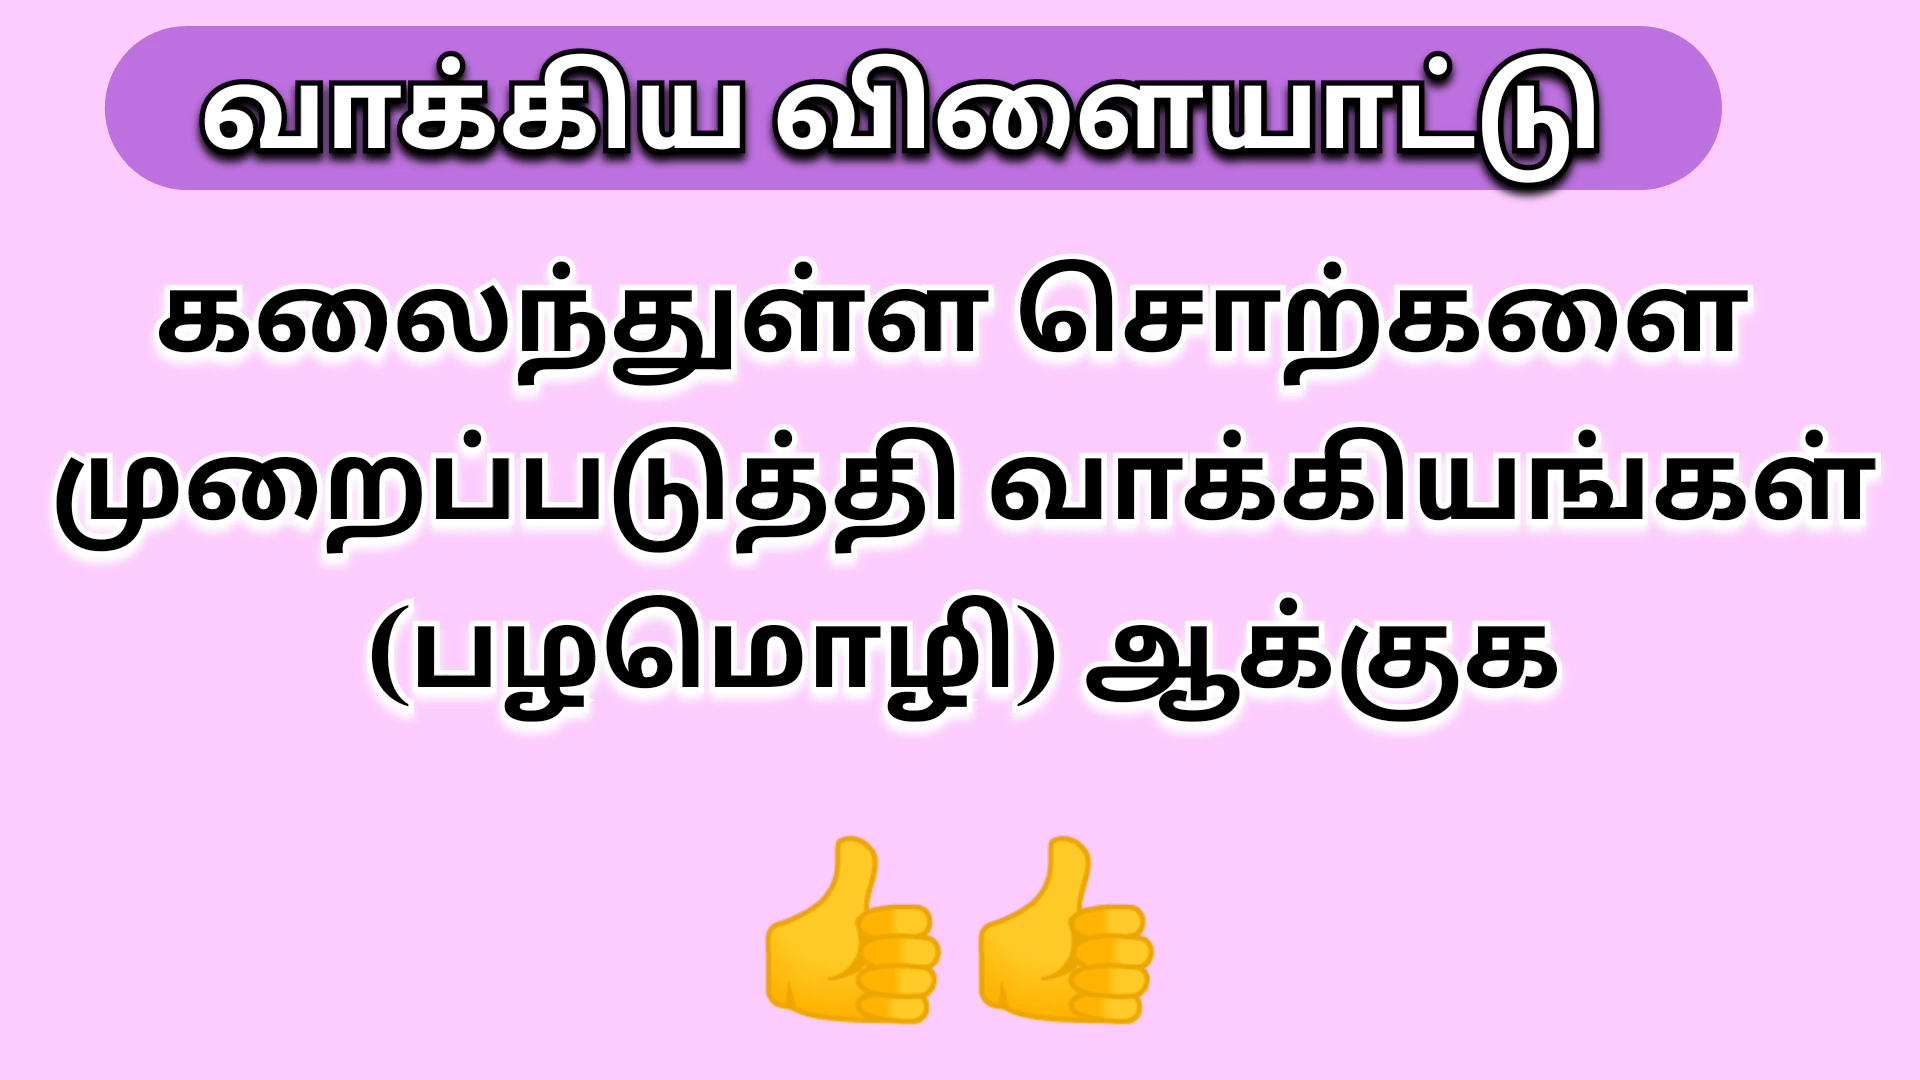 வாக்கிய விளையாட்டு
கலைந்துள்ள சொற்களை
முறைப்படுத்தி வாக்கியங்கள்
(பழமொழி) ஆக்குக